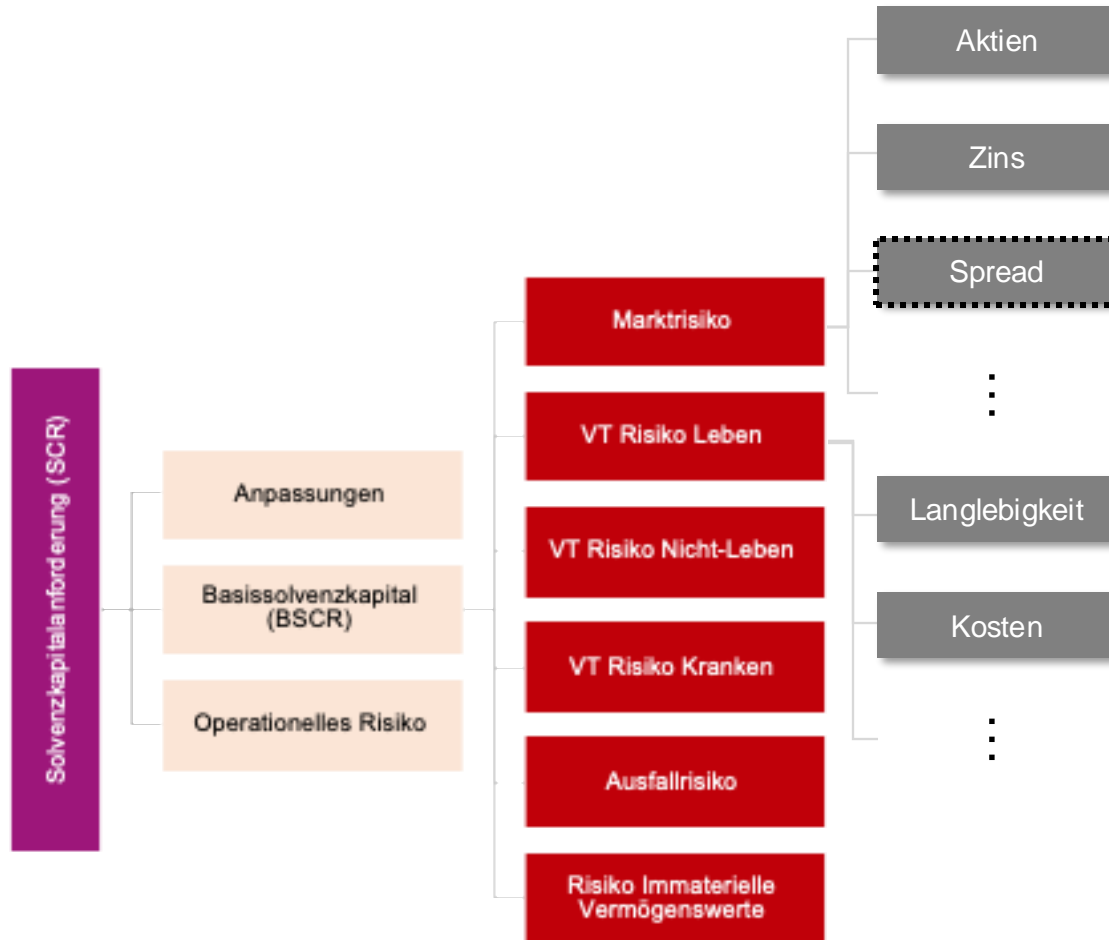 Solvenzkapitalanforderung (SCR)
Anpassungen
Basissolvenzkapital
(BSCR)
Operationelles Risiko
Marktrisiko
VT Risiko Leben
VT Risiko Nicht-Leben
VT Risiko Kranken
Ausfallrisiko
Risiko Immaterielle
Vermögenswerte
Aktien
Zins
Spread
⋮
Langlebigkeit
Kosten
⋮